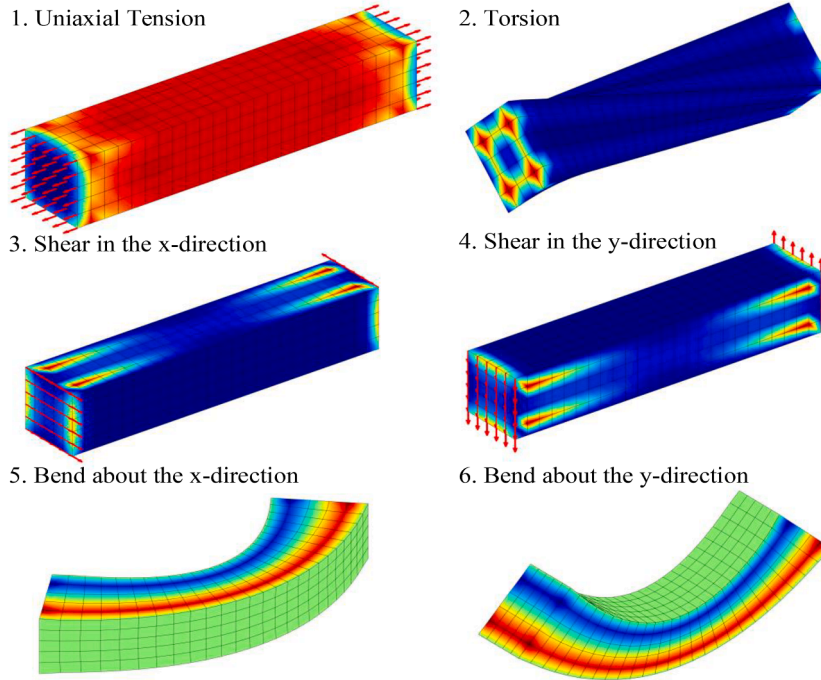 1. Uniaxial Tension
2. Torsion
3. Shear in the x-direction
4. Shear in the y-direction
5. Bend about the x-direction
6. Bend about the y-direction